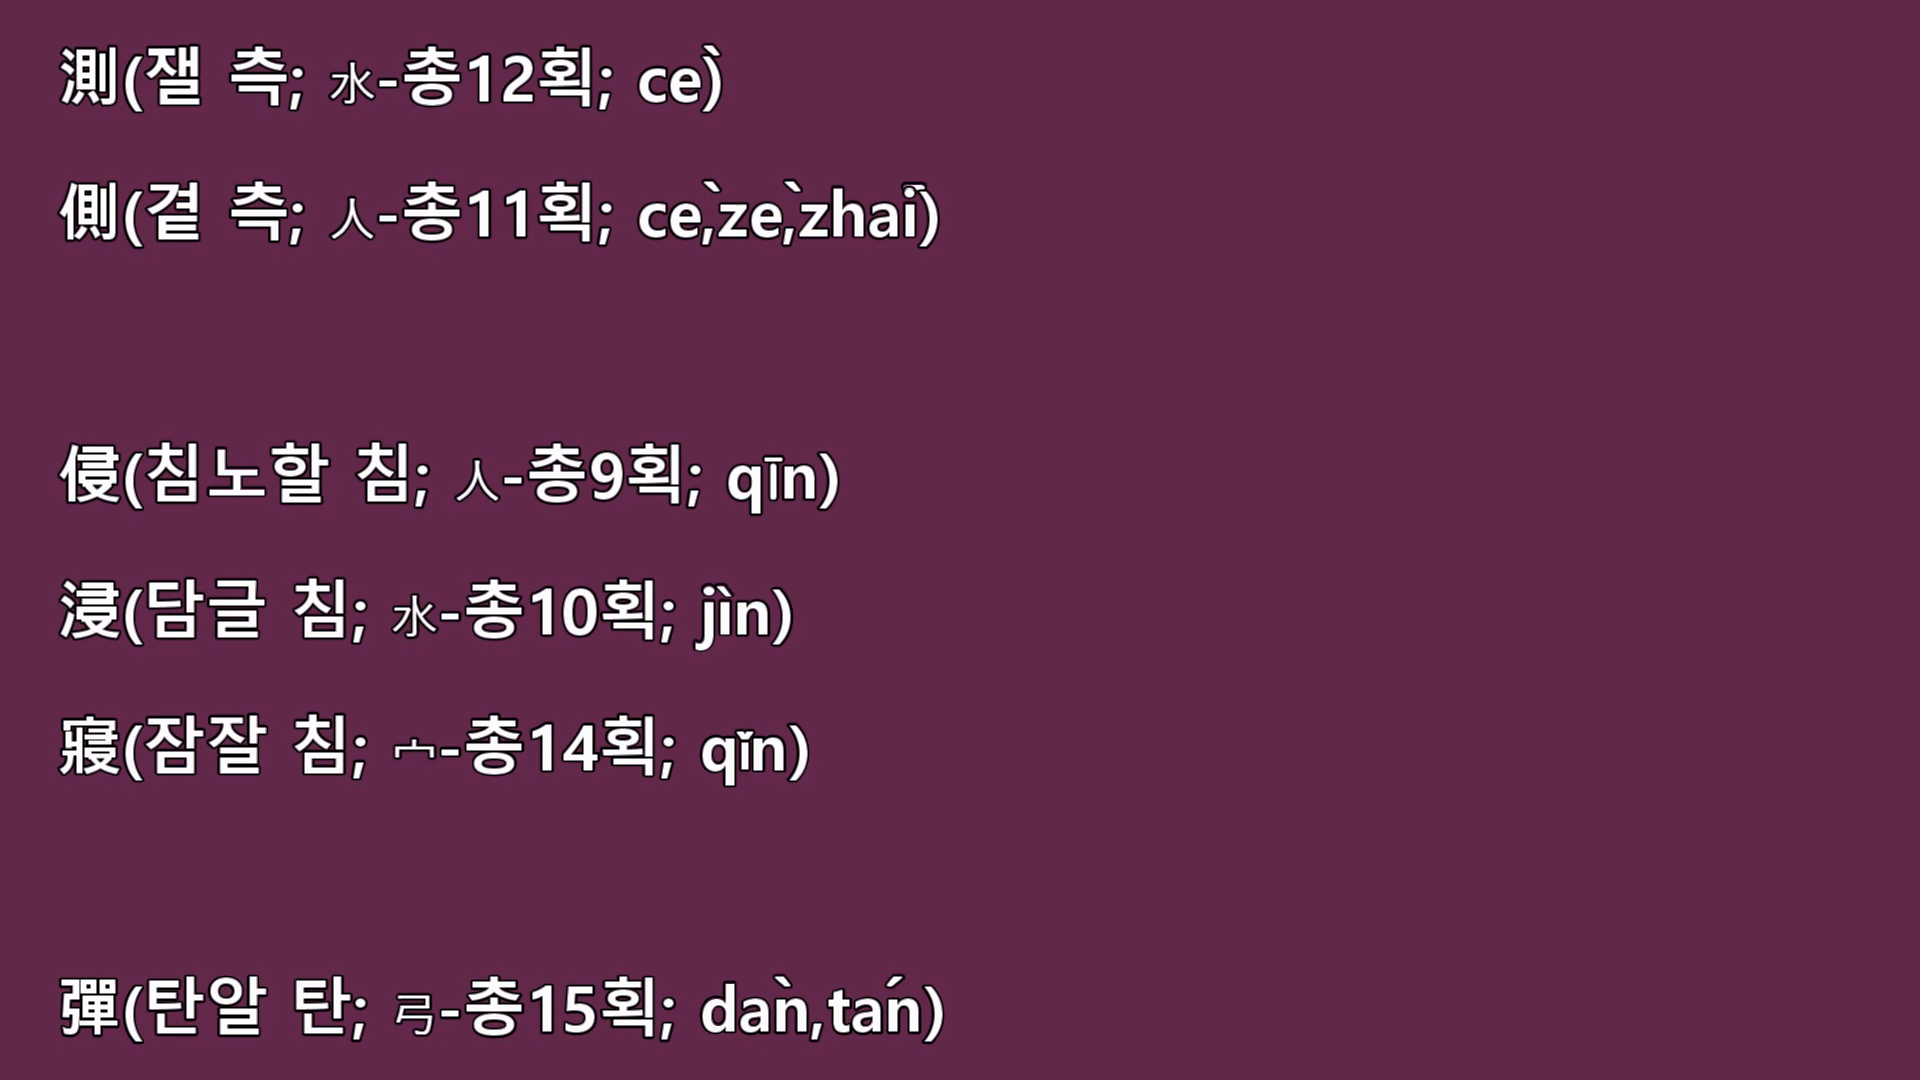 測(잴 측; 水-총12획; cè)
側(곁 측; 人-총11획; cè,zè,zhāi)
侵(침노할 침; 人-총9획; qīn)
浸(담글 침; 水-총10획; jìn)
寢(잠잘 침; 宀-총14획; qǐn)
彈(탄알 탄; 弓-총15획; dàn,tán)